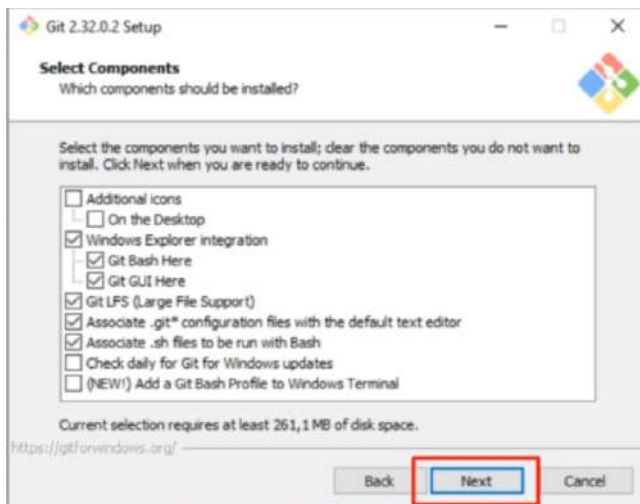 Git 2.32.0.2 Setup
Select Components
Which components should be installed?
Select the components you want to install; clear the components you do not want to
install. Click Next when you are ready to continue.
Additional icons
On the Desktop
Windows Explorer integration
Git Bash Here
Git GUI Here
Git LFS (Large File Support)
Associate .git* configuration files with the default text editor
Associate .sh files to be run with Bash
Check daily for Git for Windows updates
(NEW!) Add a Git Bash Profile to Windows Terminal
Current selection requires at least 261,1 MB of disk space.
https://gitforwindows.org/
Back Next Cancel